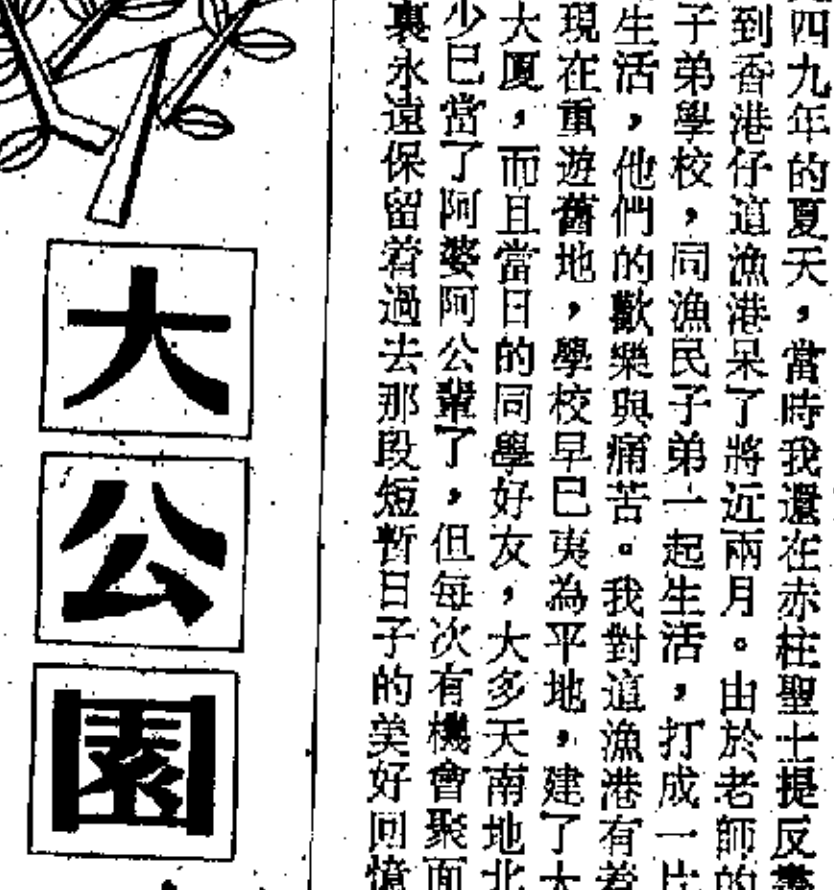 四九年的夏天，當時我還在赤柱聖士提反書
到香港仔這漁港呆了將近兩月。由於老師的
子弟學校，同漁民子弟一起生活，打成一片
生活，他們的歡樂與痛苦。我對這漁港有着
現在重遊舊地，學校早已夷為平地，建了大
大厦，而且當日的同學好友，大多天南地北
少已當了阿婆阿公輩了，但每次有機會聚面
裏永遠保留着過去那段短暫日子的美好回憶
大公園